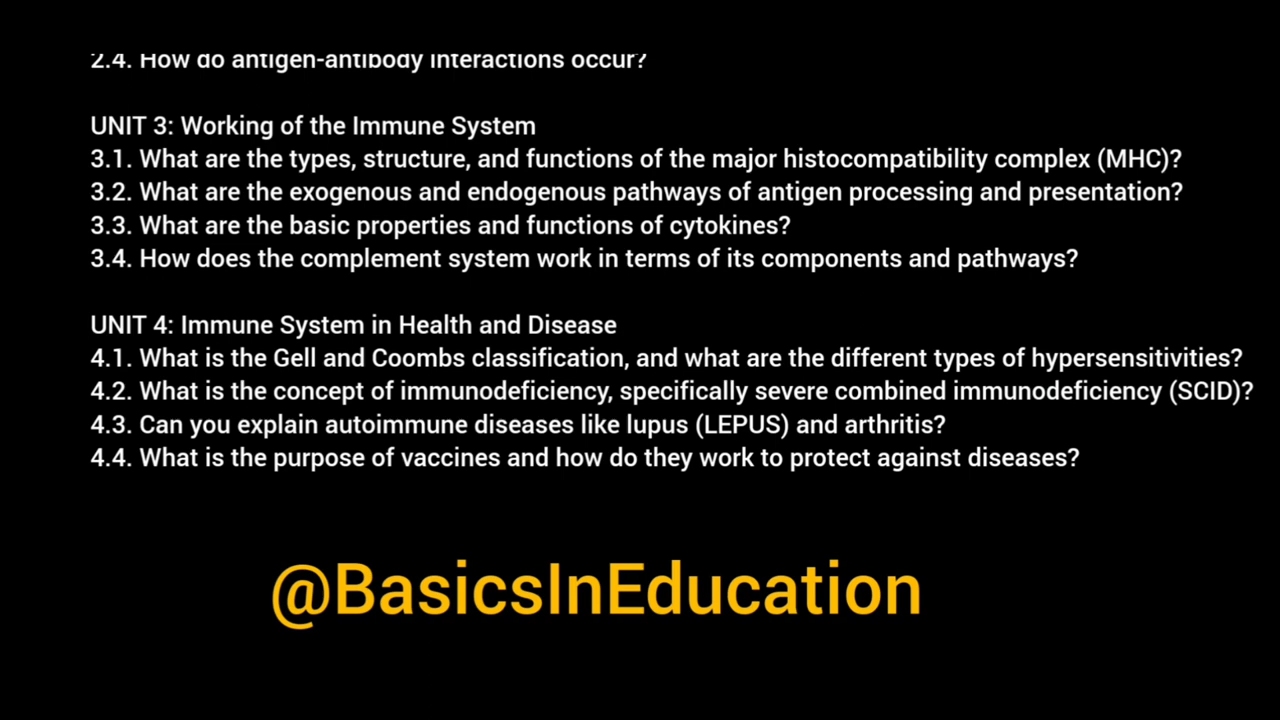 2.4. How do antigen-antibody interactions occur?
UNIT 3: Working of the Immune System
3.1. What are the types, structure, and functions of the major histocompatibility complex (MHC)?
3.2. What are the exogenous and endogenous pathways of antigen processing and presentation?
3.3. What are the basic properties and functions of cytokines?
3.4. How does the complement system work in terms of its components and pathways?
UNIT 4: Immune System in Health and Disease
4.1. What is the Gell and Coombs classification, and what are the different types of hypersensitivities?
4.2. What is the concept of immunodeficiency, specifically severe combined immunodeficiency (SCID)?
4.3. Can you explain autoimmune diseases like lupus (LEPUS) and arthritis?
4.4. What is the purpose of vaccines and how do they work to protect against diseases?
@BasicsInEducation